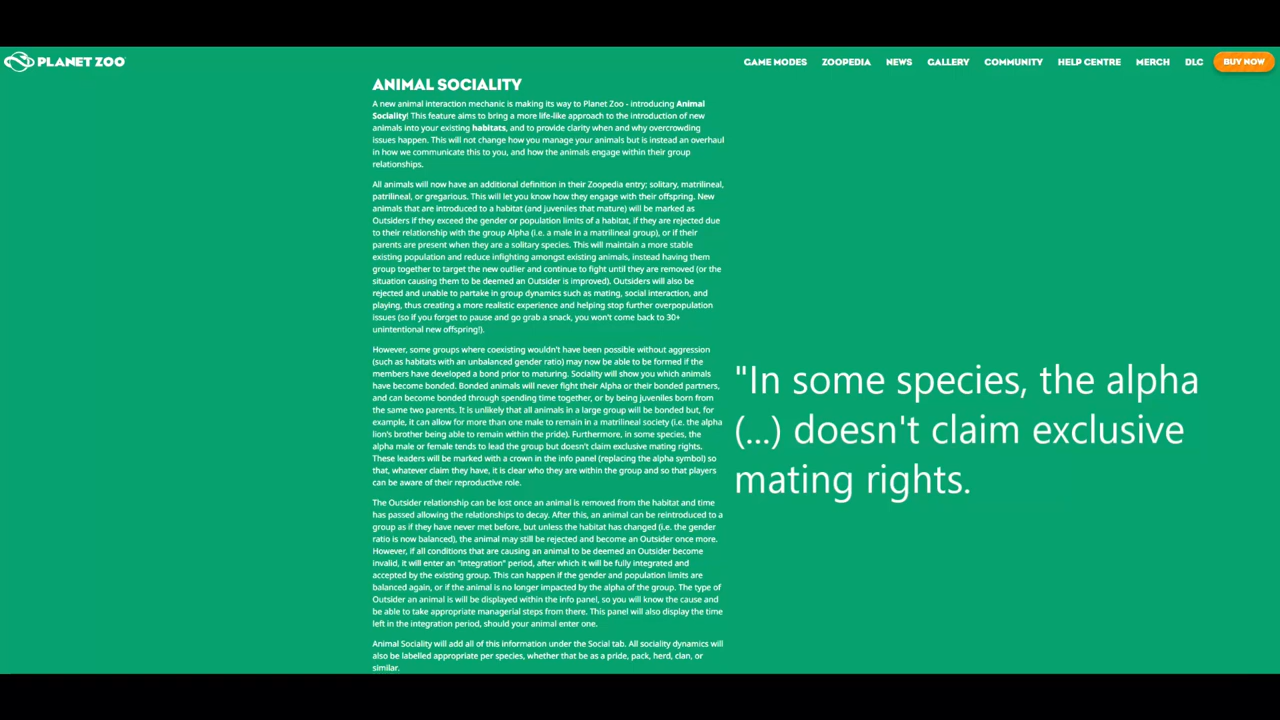 PLANET ZOO
GAME MODES ZOOPEDIA NEWS GALLERY COMMUNITY HELP CENTRE MERCH DLC BUY NOW
ANIMAL SOCIALITY
A new animal interaction mechanic is making its way to Planet Zoo - introducing Animal
Sociality! This feature aims to bring a more life-like approach to the introduction of new
animals into your existing habitats, and to provide clarity when and why overcrowding
issues happen. This will not change how you manage your animals but is instead an overhaul
in how we communicate this to you, and how the animals engage within their group
relationships.
All animals will now have an additional definition in their Zoopedia entry; solitary, matrilineal,
patrilineal, or gregarious. This will let you know how they engage with their offspring. New
animals that are introduced to a habitat (and juveniles that mature) will be marked as
Outsiders if they exceed the gender or population limits of a habitat, if they are rejected due
to their relationship with the group Alpha (i.e. a male in a matrilineal group), or if their
parents are present when they are a solitary species. This will maintain a more stable
existing population and reduce infighting amongst existing animals, instead having them
group together to target the new outlier and continue to fight until they are removed (or the
situation causing them to be deemed an Outsider is improved). Outsiders will also be
rejected and unable to partake in group dynamics such as mating, social interaction, and
playing, thus creating a more realistic experience and helping stop further overpopulation
issues (so if you forget to pause and go grab a snack, you won't come back to 30+
unintentional new offspring!).
However, some groups where coexisting wouldn't have been possible without aggression
(such as habitats with an unbalanced gender ratio) may now be able to be formed if the
members have developed a bond prior to maturing. Sociality will show you which animals
have become bonded. Bonded animals will never fight their Alpha or their bonded partners,
and can become bonded through spending time together, or by being juveniles born from
the same two parents. It is unlikely that all animals in a large group will be bonded but, for
example, it can allow for more than one male to remain in a matrilineal society (i.e. the alpha
lion's brother being able to remain within the pride). Furthermore, in some species, the
alpha male or female tends to lead the group but doesn't claim exclusive mating rights.
These leaders will be marked with a crown in the info panel (replacing the alpha symbol) so
that, whatever claim they have, it is clear who they are within the group and so that players
can be aware of their reproductive role.
The Outsider relationship can be lost once an animal is removed from the habitat and time
has passed allowing the relationships to decay. After this, an animal can be reintroduced to a
group as if they have never met before, but unless the habitat has changed (i.e. the gender
ratio is now balanced), the animal may still be rejected and become an Outsider once more.
However, if all conditions that are causing an animal to be deemed an Outsider become
invalid, it will enter an "integration" period, after which it will be fully integrated and
accepted by the existing group. This can happen if the gender and population limits are
balanced again, or if the animal is no longer impacted by the alpha of the group. The type of
Outsider an animal is will be displayed within the info panel, so you will know the cause and
be able to take appropriate managerial steps from there. This panel will also display the time
left in the integration period, should your animal enter one.
Animal Sociality will add all of this information under the Social tab. All sociality dynamics will
also be labelled appropriate per species, whether that be as a pride, pack, herd, clan, or
similar.
"In some species, the alpha
(...) doesn't claim exclusive
mating rights.